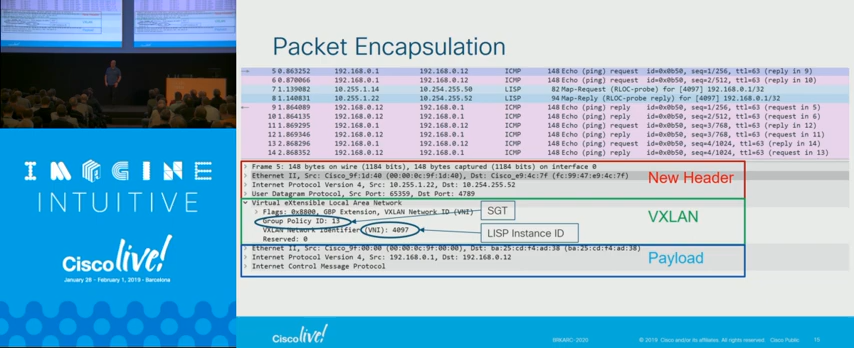 IMAGINE
INTUITIVE
Cisco live!
January 28 - February 1, 2019 · Barcelona
Packet Encapsulation
5 0.863252 192.168.0.1 192.168.0.12 ICMP 148 Echo (ping) request id=0x0b50, seq=1/256, ttl=63 (reply in 9)
6 0.870066 192.168.0.1 192.168.0.12 ICMP 148 Echo (ping) request id=0x0b50, seq=2/512, ttl=63 (reply in 10)
7 1.139082 10.255.1.14 10.254.255.50 LISP 82 Map-Request (RLOC-probe) for [4097] 192.168.0.1/32
8 1.140831 10.255.1.22 10.254.255.52 LISP 94 Map-Reply (RLOC-probe reply) for [4097] 192.168.0.1/32
9 1.864089 192.168.0.12 192.168.0.1 ICMP 148 Echo (ping) reply id=0x0b50, seq=1/256, ttl=63 (request in 5)
10 1.864135 192.168.0.12 192.168.0.1 ICMP 148 Echo (ping) reply id=0x0b50, seq=2/512, ttl=63 (request in 6)
11 1.869295 192.168.0.1 192.168.0.12 ICMP 148 Echo (ping) request id=0x0b50, seq=3/768, ttl=63 (reply in 12)
12 1.869346 192.168.0.12 192.168.0.1 ICMP 148 Echo (ping) reply id=0x0b50, seq=3/768, ttl=63 (request in 11)
13 2.868296 192.168.0.1 192.168.0.12 ICMP 148 Echo (ping) request id=0x0b50, seq=4/1024, ttl=63 (reply in 14)
14 2.868352 192.168.0.12 192.168.0.1 ICMP 148 Echo (ping) reply id=0x0b50, seq=4/1024, ttl=63 (request in 13)
Frame 5: 148 bytes on wire (1184 bits), 148 bytes captured (1184 bits) on interface 0
Ethernet II, Src: Cisco_9f:1d:40 (00:00:0c:9f:1d:40), Dst: Cisco_e9:4c:7f (fc:99:47:e9:4c:7f)
New Header
Internet Protocol Version 4, Src: 10.255.1.22, Dst: 10.254.255.52
User Datagram Protocol, Src Port: 65359, Dst Port: 4789
Virtual eXtensible Local Area Network
Flags: 0x8800, GBP Extension, VXLAN Network ID (VNI)
SGT
Group Policy ID: 13
VXLAN
VXLAN Network Identifier (VNI): 4097
LISP Instance ID
Reserved: 0
Ethernet II, Src: Cisco_9f:00:00 (00:00:0c:9f:00:00), Dst: ba:25:cd:f4:ad:38 (ba:25:cd:f4:ad:38)
Internet Protocol Version 4, Src: 192.168.0.1, Dst: 192.168.0.12
Payload
Internet Control Message Protocol
Cisco live!
BRKARC-2020
© 2019 Cisco and/or its affiliates. All rights reserved. Cisco Public
15